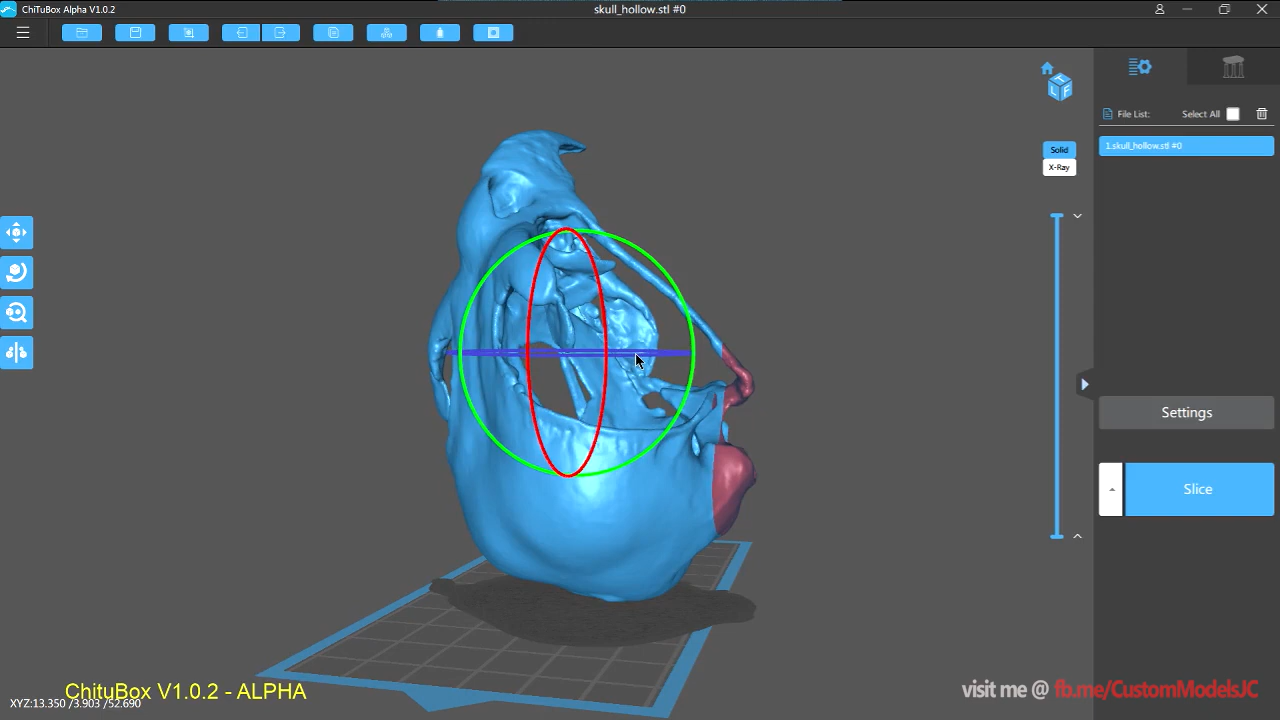 ChiTuBox Alpha V1.0.2
skull_hollow.stl #0
File List:
Select All
1.skull_hollow.stl #0
Solid
X-Ray
Settings
Slice
ChituBox V1.0.2 - ALPHA
XYZ:13.350 /3.903 /52.690
visit me @ fb.me/CustomModelsJC